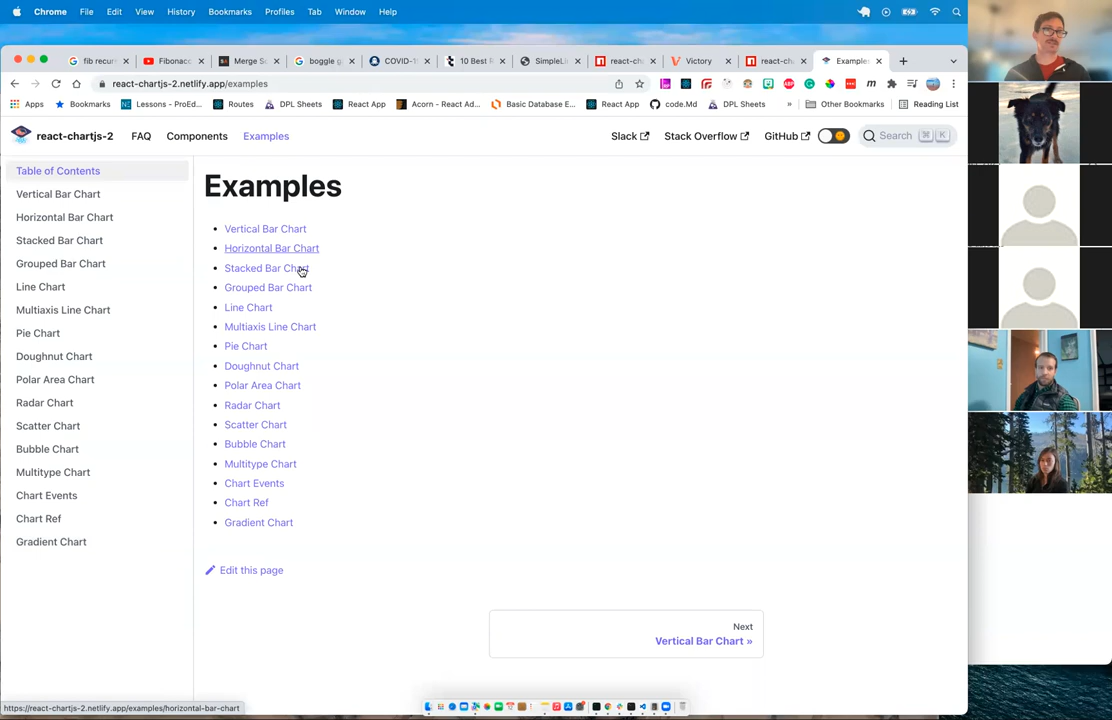 Chrome File Edit View History Bookmarks Profiles Tab Window Help
fib recur Fibonacc Merge So boggle g COVID-1 10 Best R SimpleLi react-cha Victory react-cha Example
react-chartjs-2.netlify.app/examples
Apps Bookmarks Lessons - ProEd... Routes DPL Sheets React App Acorn - React Ad... Basic Database E... React App code.Md DPL Sheets » Other Bookmarks Reading List
react-chartjs-2 FAQ Components Examples Slack Stack Overflow GitHub Search ⌘ K
Table of Contents
Vertical Bar Chart
Horizontal Bar Chart
Stacked Bar Chart
Grouped Bar Chart
Line Chart
Multiaxis Line Chart
Pie Chart
Doughnut Chart
Polar Area Chart
Radar Chart
Scatter Chart
Bubble Chart
Multitype Chart
Chart Events
Chart Ref
Gradient Chart
Examples
Vertical Bar Chart
Horizontal Bar Chart
Stacked Bar Chart
Grouped Bar Chart
Line Chart
Multiaxis Line Chart
Pie Chart
Doughnut Chart
Polar Area Chart
Radar Chart
Scatter Chart
Bubble Chart
Multitype Chart
Chart Events
Chart Ref
Gradient Chart
Edit this page
Next
Vertical Bar Chart »
https://react-chartjs-2.netlify.app/examples/horizontal-bar-chart